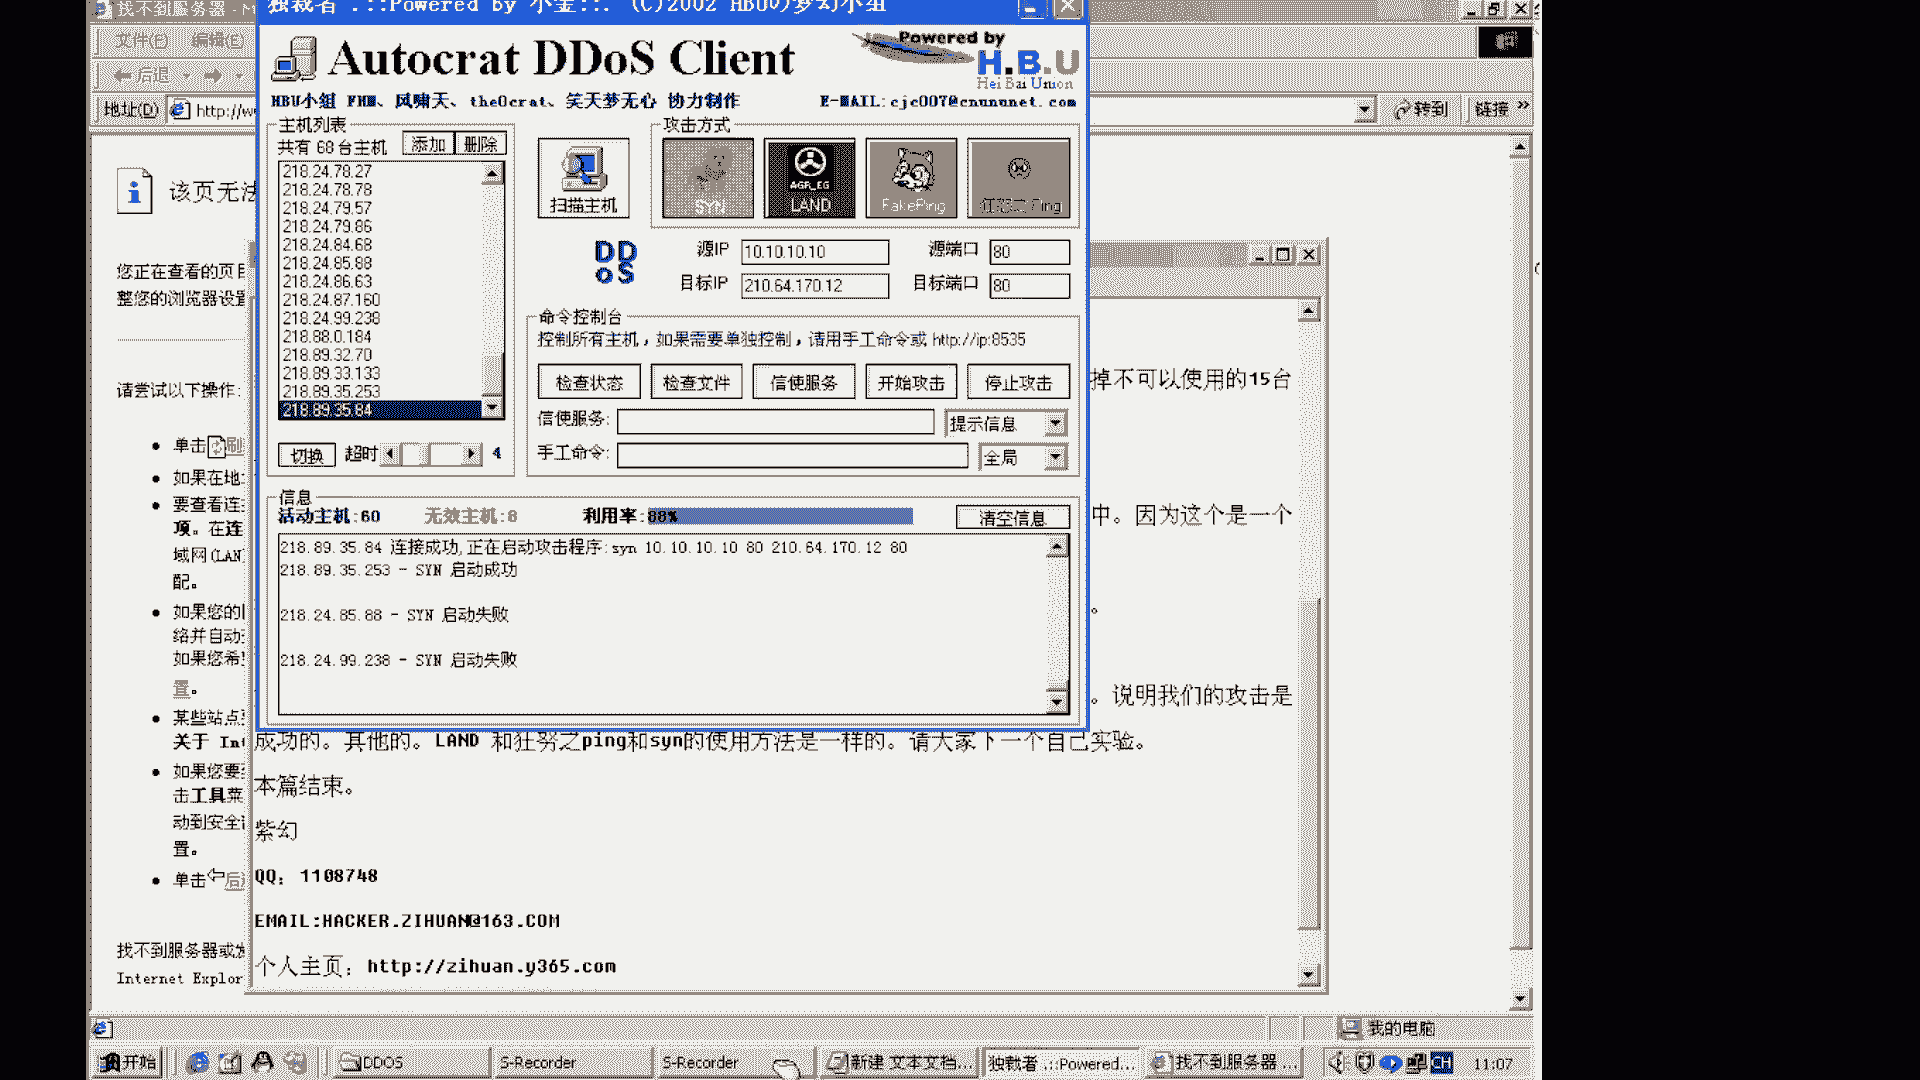 找不到服务器 - M
独裁者 .::Powered by 小金::. (C)2002 HBUの梦幻小组
文件(F) 编辑(E)
后退
地址(D) http://w
转到 链接 »
Autocrat DDoS Client
Powered by
H.B.U
Hei Bai Union
HBU小组 FHM、风啸天、the0crat、笑天梦无心 协力制作
E-MAIL:cjc007@cnununet.com
主机列表
共有 68 台主机
添加 删除
218.24.78.27
218.24.78.78
218.24.79.57
218.24.79.86
218.24.84.68
218.24.85.88
218.24.86.63
218.24.87.160
218.24.99.238
218.68.0.184
218.89.32.70
218.89.33.133
218.89.35.253
218.89.35.84
切换 超时 4
扫描主机
攻击方式
SYN
AGR_EG
LAND
FakePing
狂怒之 Ping
DDoS
源IP 10.10.10.10 源端口 80
目标IP 210.64.170.12 目标端口 80
命令控制台
控制所有主机，如果需要单独控制，请用手工命令或 http://ip:8535
检查状态 检查文件 信使服务 开始攻击 停止攻击
信使服务: 提示信息
手工命令: 全局
信息
活动主机:60 无效主机:8 利用率:88% 清空信息
218.89.35.84 连接成功,正在启动攻击程序:syn 10.10.10.10 80 210.64.170.12 80
218.89.35.253 - SYN 启动成功
218.24.85.88 - SYN 启动失败
218.24.99.238 - SYN 启动失败
该页无法
您正在查看的页
整您的浏览器设置
请尝试以下操作:
单击 刷
如果在地
要查看连
项。在连
域网(LAN
配。
如果您的
络并自动
如果您希望
置。
某些站点
关于 Int
如果您要
击工具菜
动到安全
置。
单击 后
找不到服务器或
Internet Explor
掉不可以使用的15台
中。因为这个是一个
。
。说明我们的攻击是
成功的。其他的。LAND 和狂努之ping和syn的使用方法是一样的。请大家下一个自己实验。
本篇结束。
紫幻
QQ: 1108748
EMAIL:HACKER.ZIHUAN@163.COM
个人主页: http://zihuan.y365.com
我的电脑
开始 DDOS S-Recorder S-Recorder 新建 文本文档... 独裁者 .::Powered... 找不到服务器 ... CH 11:07